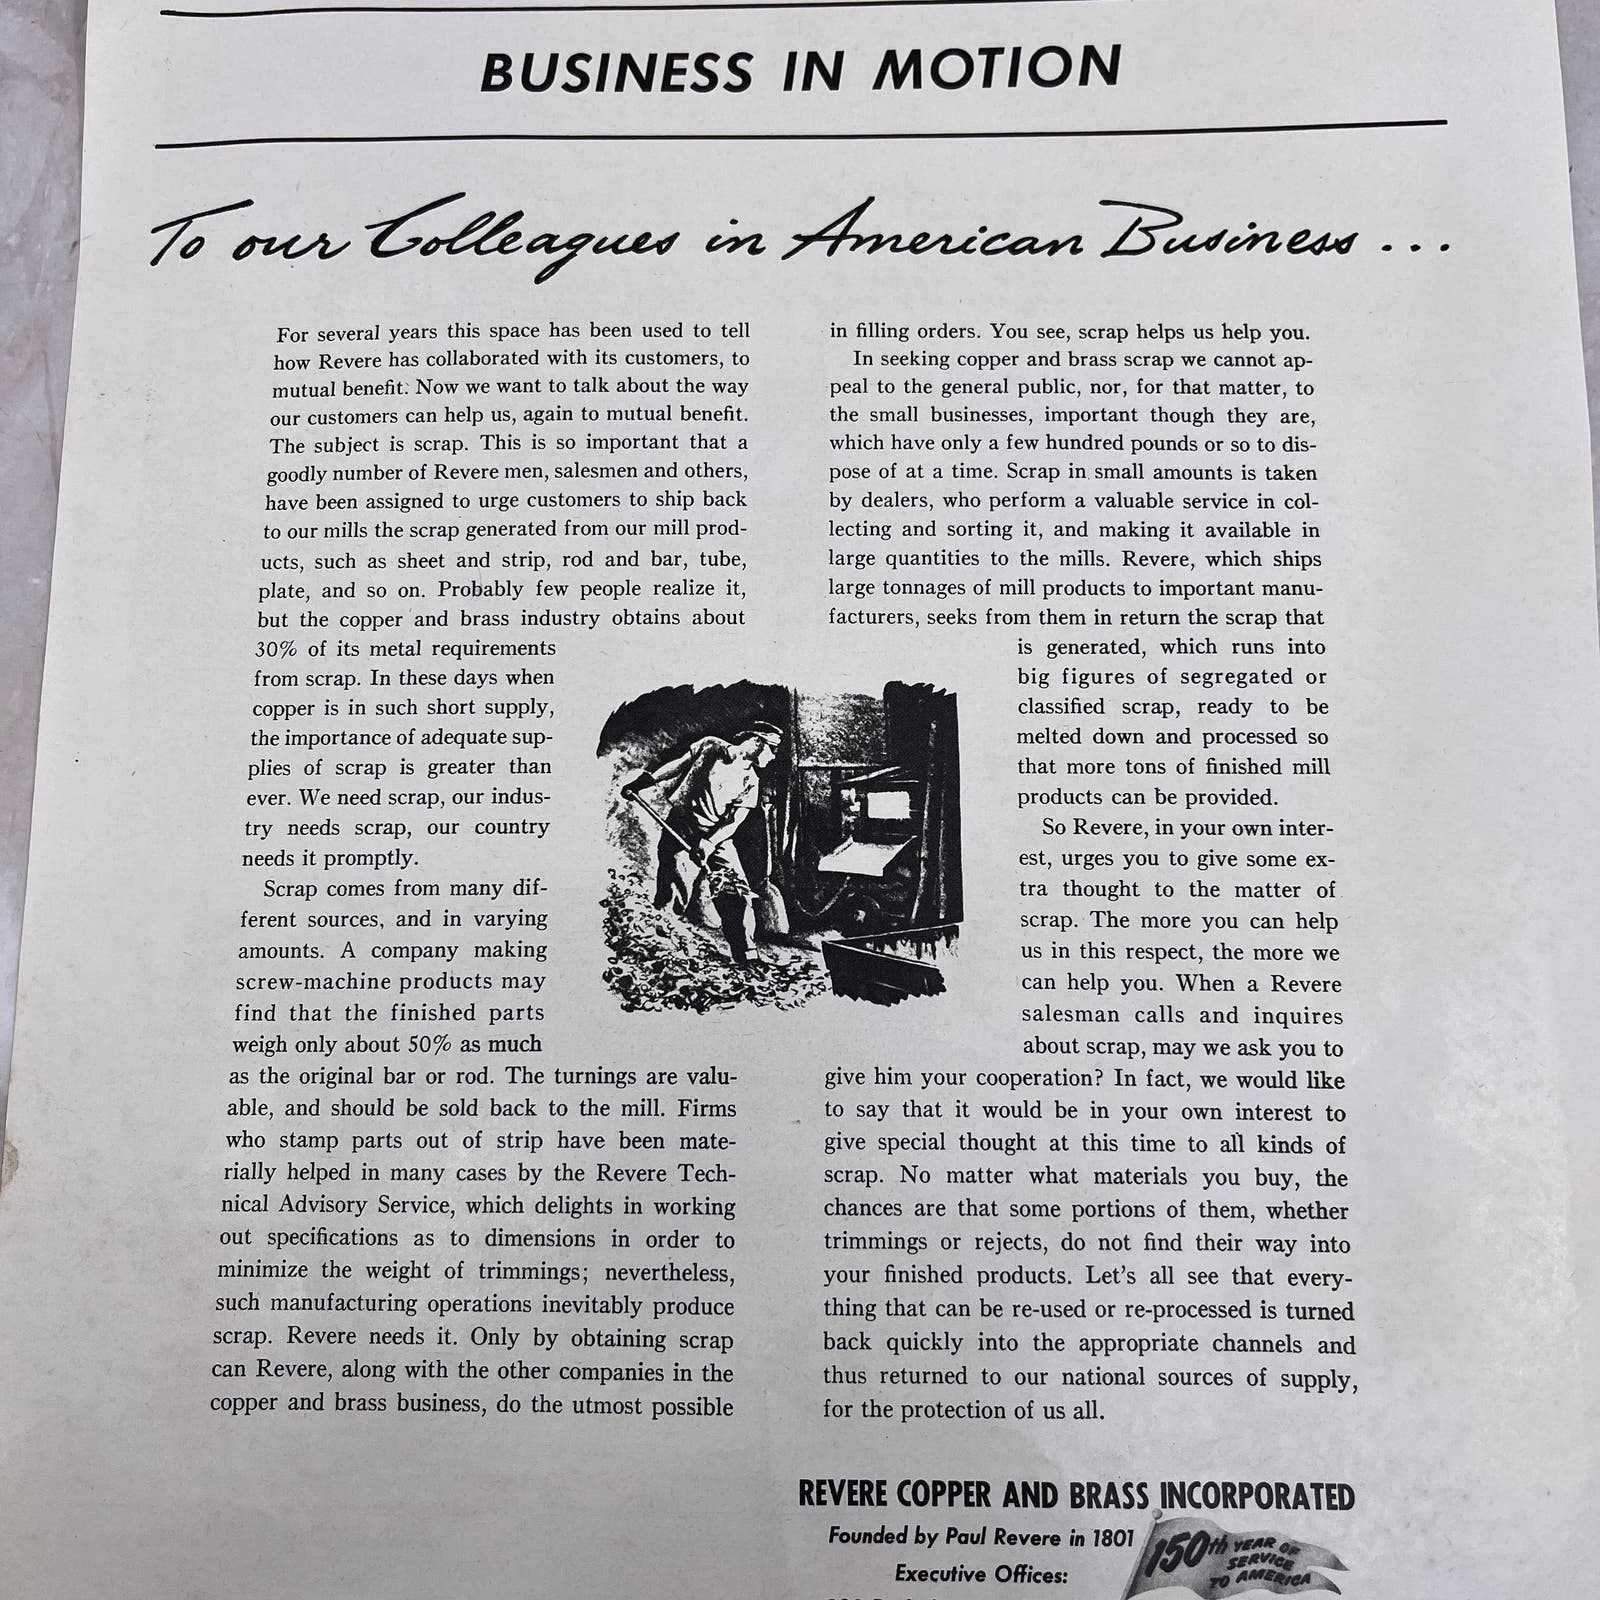 BUSINESS IN MOTION
To our Colleagues in American Business ...
For several years this space has been used to tell
how Revere has collaborated with its customers, to
mutual benefit. Now we want to talk about the way
our customers can help us, again to mutual benefit.
The subject is scrap. This is so important that a
goodly number of Revere men, salesmen and others,
have been assigned to urge customers to ship back
to our mills the scrap generated from our mill prod-
ucts, such as sheet and strip, rod and bar, tube,
plate, and so on. Probably few people realize it,
but the copper and brass industry obtains about
30% of its metal requirements
from scrap. In these days when
copper is in such short supply,
the importance of adequate sup-
plies of scrap is greater than
ever. We need scrap, our indus-
try needs scrap, our country
needs it promptly.
Scrap comes from many dif-
ferent sources, and in varying
amounts. A company making
screw-machine products may
find that the finished parts
weigh only about 50% as much
as the original bar or rod. The turnings are valu-
able, and should be sold back to the mill. Firms
who stamp parts out of strip have been mate-
rially helped in many cases by the Revere Tech-
nical Advisory Service, which delights in working
out specifications as to dimensions in order to
minimize the weight of trimmings; nevertheless,
such manufacturing operations inevitably produce
scrap. Revere needs it. Only by obtaining scrap
can Revere, along with the other companies in the
copper and brass business, do the utmost possible
in filling orders. You see, scrap helps us help you.
In seeking copper and brass scrap we cannot ap-
peal to the general public, nor, for that matter, to
the small businesses, important though they are,
which have only a few hundred pounds or so to dis-
pose of at a time. Scrap in small amounts is taken
by dealers, who perform a valuable service in col-
lecting and sorting it, and making it available in
large quantities to the mills. Revere, which ships
large tonnages of mill products to important manu-
facturers, seeks from them in return the scrap that
is generated, which runs into
big figures of segregated or
classified scrap, ready to be
melted down and processed so
that more tons of finished mill
products can be provided.
So Revere, in your own inter-
est, urges you to give some ex-
tra thought to the matter of
scrap. The more you can help
us in this respect, the more we
can help you. When a Revere
salesman calls and inquires
about scrap, may we ask you to
give him your cooperation? In fact, we would like
to say that it would be in your own interest to
give special thought at this time to all kinds of
scrap. No matter what materials you buy, the
chances are that some portions of them, whether
trimmings or rejects, do not find their way into
your finished products. Let's all see that every-
thing that can be re-used or re-processed is turned
back quickly into the appropriate channels and
thus returned to our national sources of supply,
for the protection of us all.
REVERE COPPER AND BRASS INCORPORATED
Founded by Paul Revere in 1801
Executive Offices:
150th YEAR OF
SERVICE
TO AMERICA